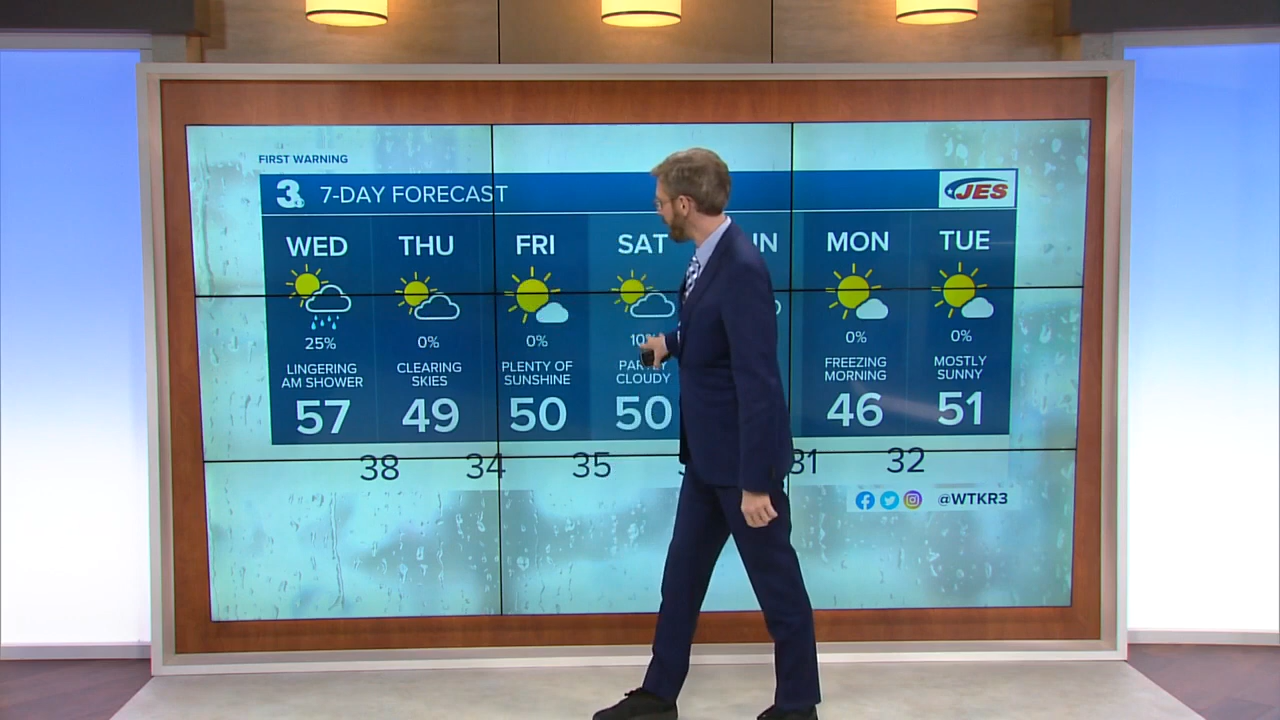 FIRST WARNING
3 7-DAY FORECAST
JES
WED THU FRI SAT MON TUE
25% 0% 0% 0% 0%
LINGERING AM SHOWER
CLEARING SKIES
PLENTY OF SUNSHINE
CLOUDY
FREEZING MORNING
MOSTLY SUNNY
57 49 50 50 46 51
38 34 35 31 32
@WTKR3